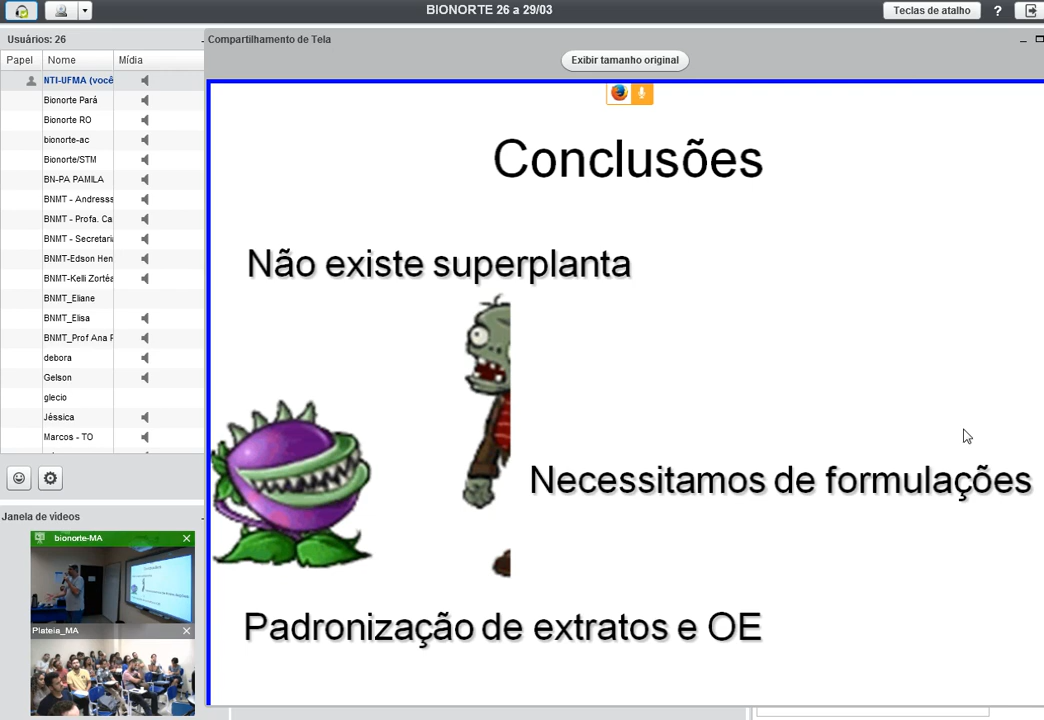 BIONORTE 26 a 29/03
Teclas de atalho
?
Usuários: 26
Compartilhamento de Tela
Papel Nome Mídia
Exibir tamanho original
NTI-UFMA (você
Bionorte Pará
Bionorte RO
bionorte-ac
Bionorte/STM
BN-PA PAMILA
BNMT - Andresss
BNMT - Profa. Ca
BNMT - Secretari
BNMT-Edson Hen
BNMT-Kelli Zortéa
BNMT_Eliane
BNMT_Elisa
BNMT_Prof Ana P
debora
Gelson
glecio
Jéssica
Marcos - TO
Conclusões
Não existe superplanta
Necessitamos de formulações
Padronização de extratos e OE
Janela de videos
bionorte-MA
Plateia_MA